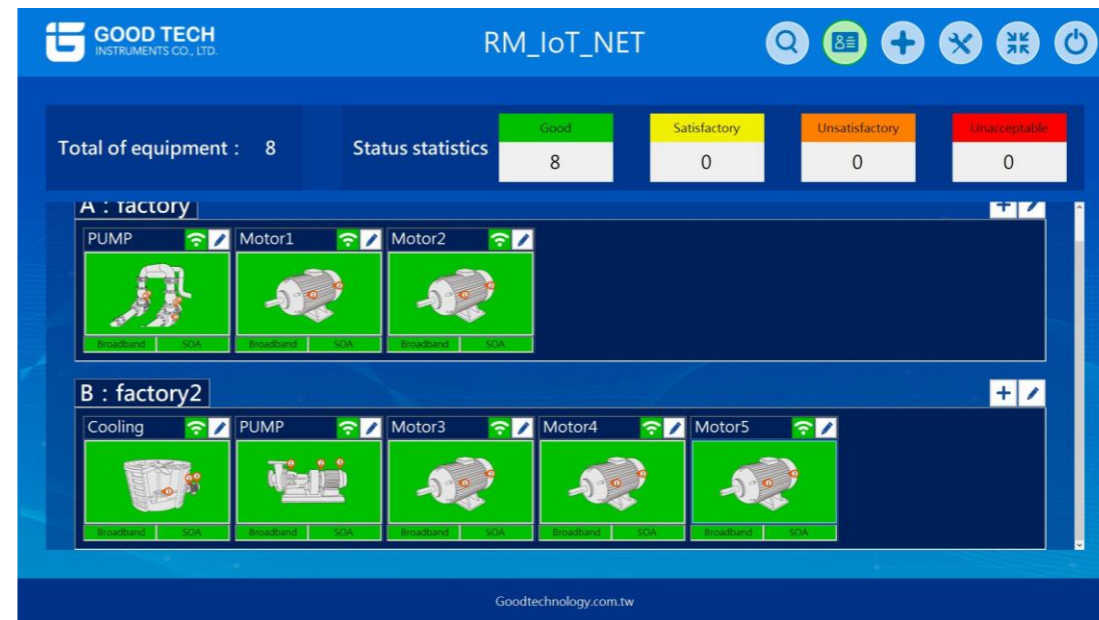 GOOD TECH
INSTRUMENTS CO., LTD.
RM_IoT_NET
Total of equipment : 8
Status statistics
Good Satisfactory Unsatisfactory Unacceptable
8 0 0 0
A : factory
PUMP Motor1 Motor2
Broadband SOA Broadband SOA Broadband SOA
B : factory2
Cooling PUMP Motor3 Motor4 Motor5
Broadband SOA Broadband SOA Broadband SOA Broadband SOA Broadband SOA
Goodtechnology.com.tw